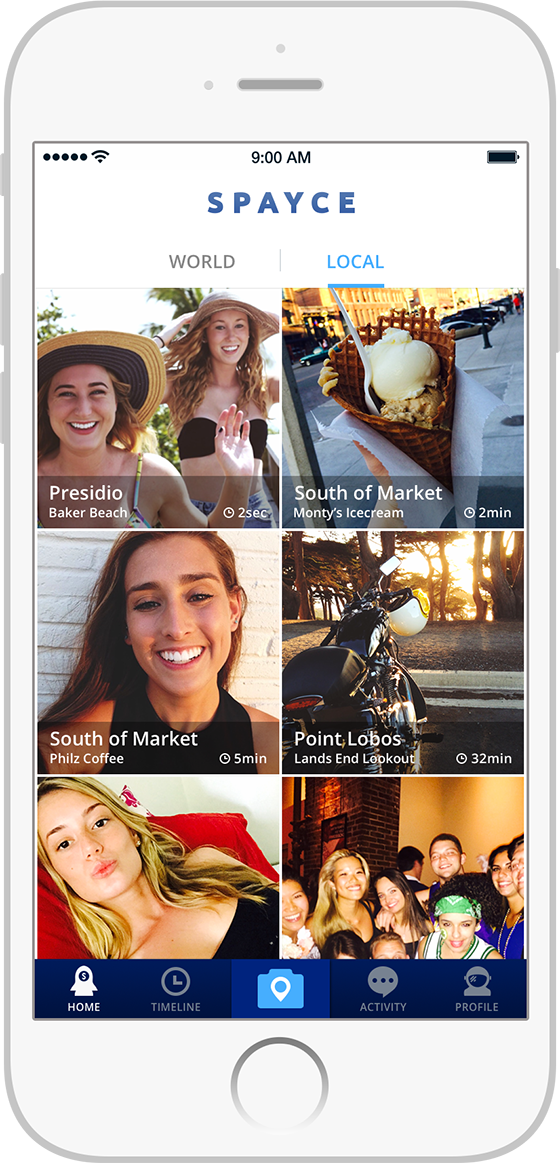 9:00 AM
SPAYCE
WORLD
LOCAL
Presidio
Baker Beach
2sec
South of Market
Monty's Icecream
2min
South of Market
Philz Coffee
5min
Point Lobos
Lands End Lookout
32min
HOME
TIMELINE
ACTIVITY
PROFILE